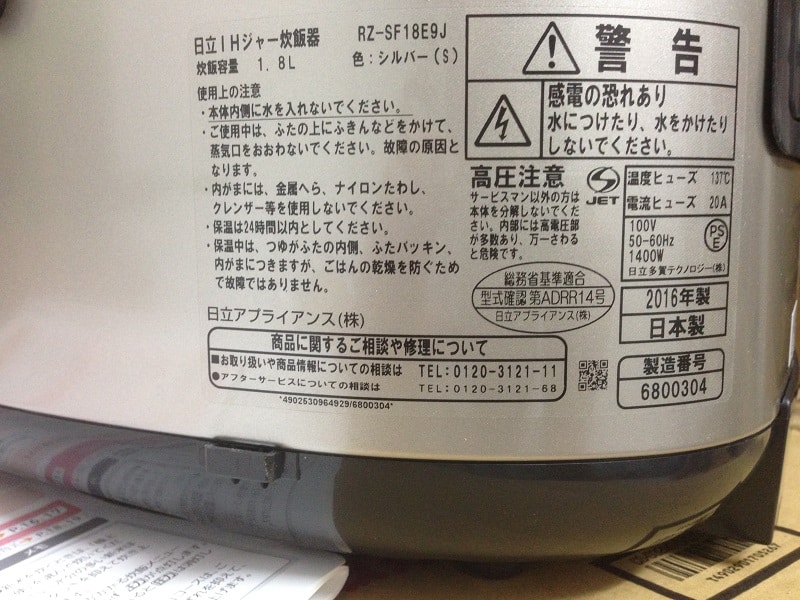 日立IHジャー炊飯器 RZ-SF18E9J
炊飯容量 1.8L 色:シルバー(S)
使用上の注意
・本体内側に水を入れないでください。
・ご使用中は、ふたの上にふきんなどをかけて、
蒸気口をおおわないでください。故障の原因と
なります。
・内がまには、金属へら、ナイロンたわし、
クレンザー等を使用しないでください。
・保温は24時間以内としてください。
・保温中は、つゆがふたの内側、ふたパッキン、
内がまにつきますが、ごはんの乾燥を防ぐため
で故障ではありません。
日立アプライアンス(株)
警告
感電の恐れあり
水につけたり、水をかけたり
しないでください。
高圧注意
サービスマン以外の方は
本体を分解しないでくだ
さい。内部には高電圧部
が多数あり、万一さわる
と危険です。
JET
温度ヒューズ 137℃
電流ヒューズ 20A
100V
50-60Hz
1400W
PSE
日立多賀テクノロジー(株)
総務省基準適合
型式確認 第ADRR14号
日立アプライアンス(株)
2016年製
日本製
商品に関するご相談や修理について
■お取り扱いや商品情報についての相談は TEL:0120-3121-11
●アフターサービスについての相談は TEL:0120-3121-68
*4902530964929/6800304*
製造番号
6800304